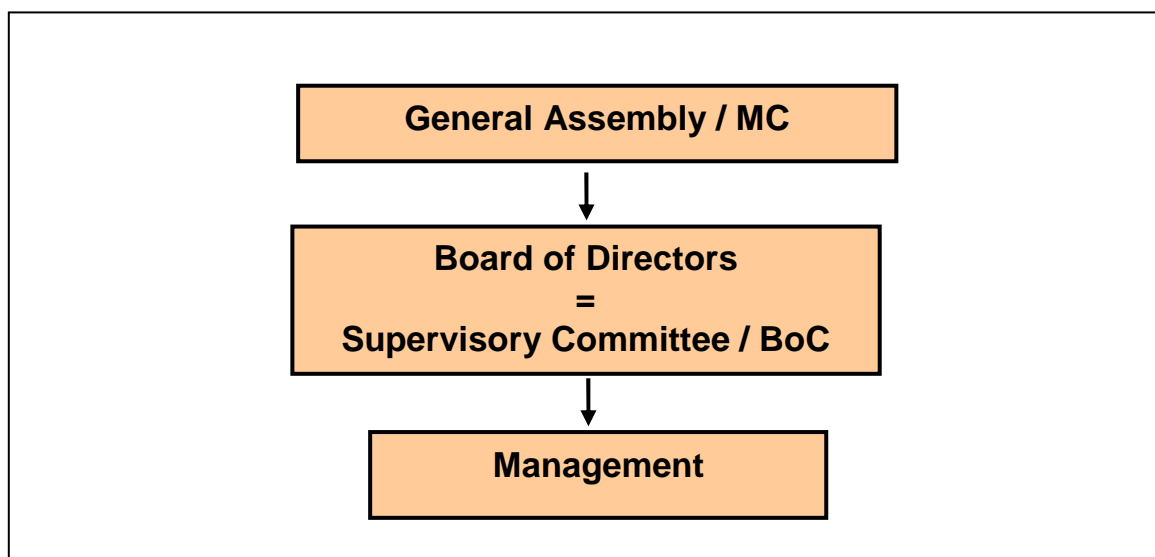 General Assembly / MC
Board of Directors
=
Supervisory Committee / BoC
Management